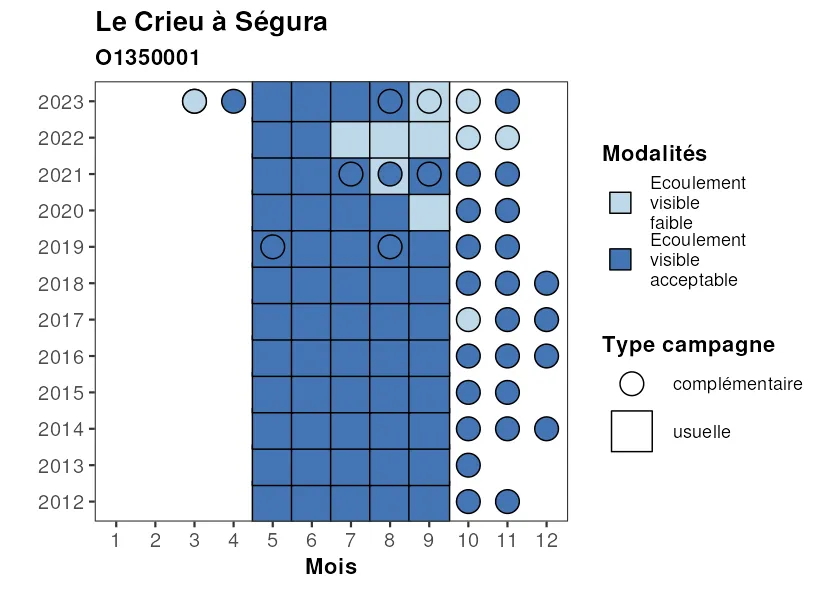 Le Crieu à Ségura
O1350001
2023
2022
2021
2020
2019
2018
2017
2016
2015
2014
2013
2012
1 2 3 4 5 6 7 8 9 10 11 12
Mois
Modalités
Ecoulement
visible
faible
Ecoulement
visible
acceptable
Type campagne
complémentaire
usuelle